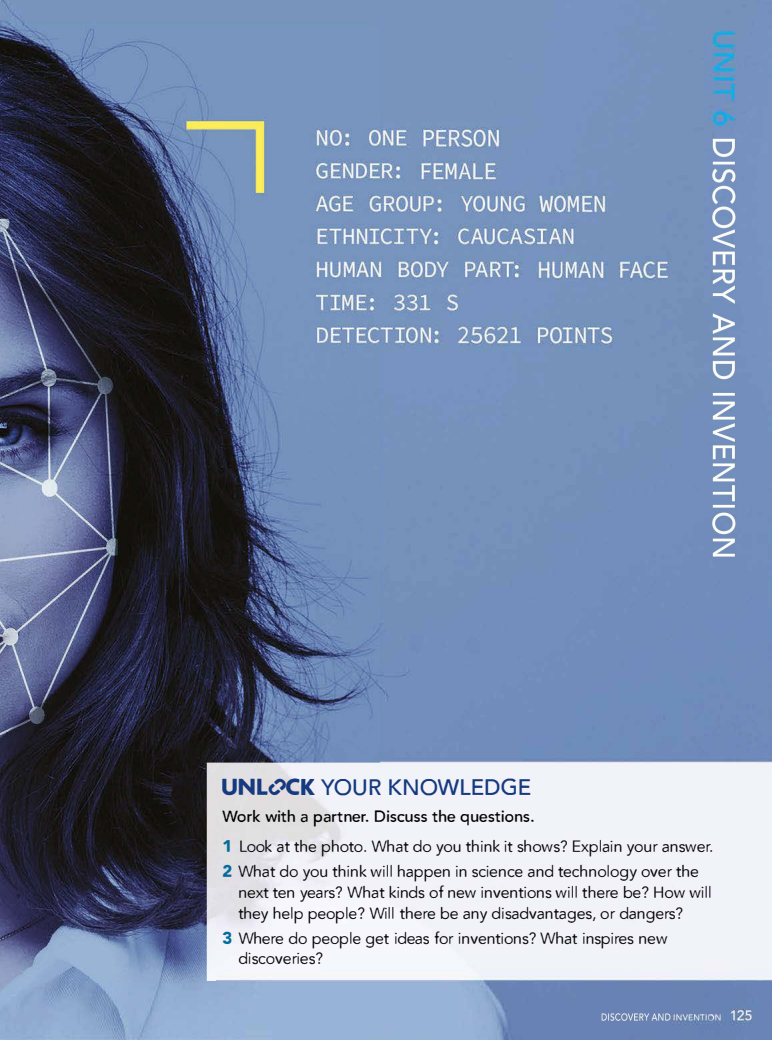 UNIT 6 DISCOVERY AND INVENTION
NO: ONE PERSON
GENDER: FEMALE
AGE GROUP: YOUNG WOMEN
ETHNICITY: CAUCASIAN
HUMAN BODY PART: HUMAN FACE
TIME: 331 S
DETECTION: 25621 POINTS
UNLOCK YOUR KNOWLEDGE
Work with a partner. Discuss the questions.
1 Look at the photo. What do you think it shows? Explain your answer.
2 What do you think will happen in science and technology over the
next ten years? What kinds of new inventions will there be? How will
they help people? Will there be any disadvantages, or dangers?
3 Where do people get ideas for inventions? What inspires new
discoveries?
DISCOVERY AND INVENTION 125